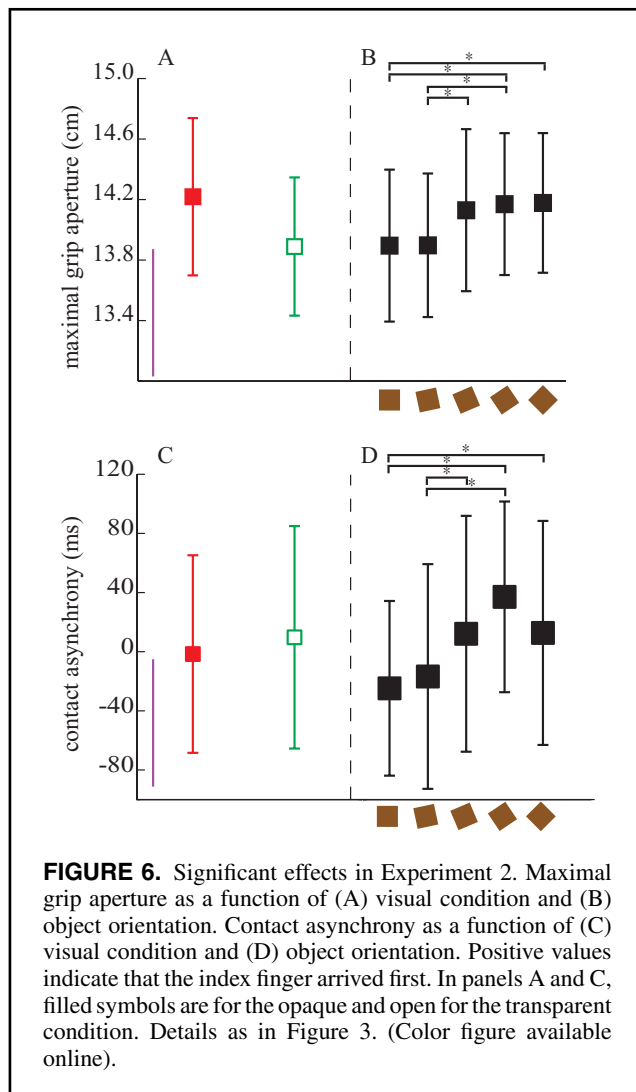 A
B
*
*
*
*
15.0
14.6
14.2
13.8
13.4
maximal grip aperture (cm)
C
D
*
*
*
*
120
80
40
0
-40
-80
contact asynchrony (ms)
FIGURE 6. Significant effects in Experiment 2. Maximal
grip aperture as a function of (A) visual condition and (B)
object orientation. Contact asynchrony as a function of (C)
visual condition and (D) object orientation. Positive values
indicate that the index finger arrived first. In panels A and C,
filled symbols are for the opaque and open for the transparent
condition. Details as in Figure 3. (Color figure available
online).